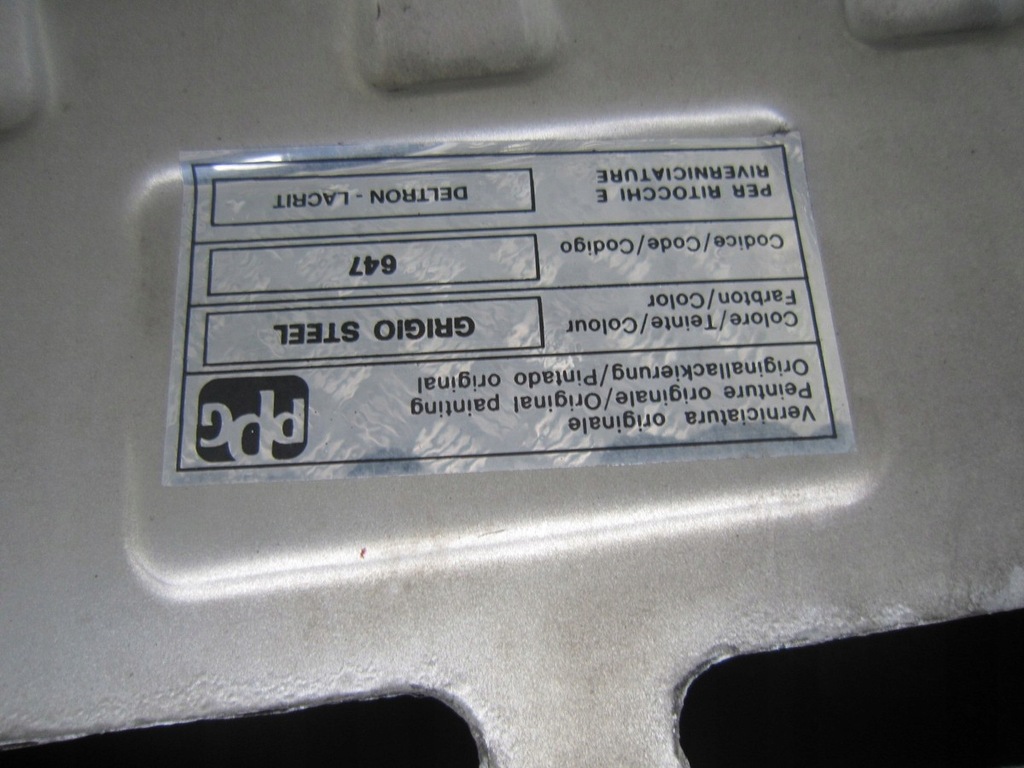 Verniciatura originale
Peinture originale/Original painting
Originallackierung/Pintado original
PPG
Colore/Teinte/Colour
Farbton/Color
GRIGIO STEEL
Codice/Code/Codigo
647
PER RITOCCHI E
RIVERNICIATURE
DELTRON - LACRIT